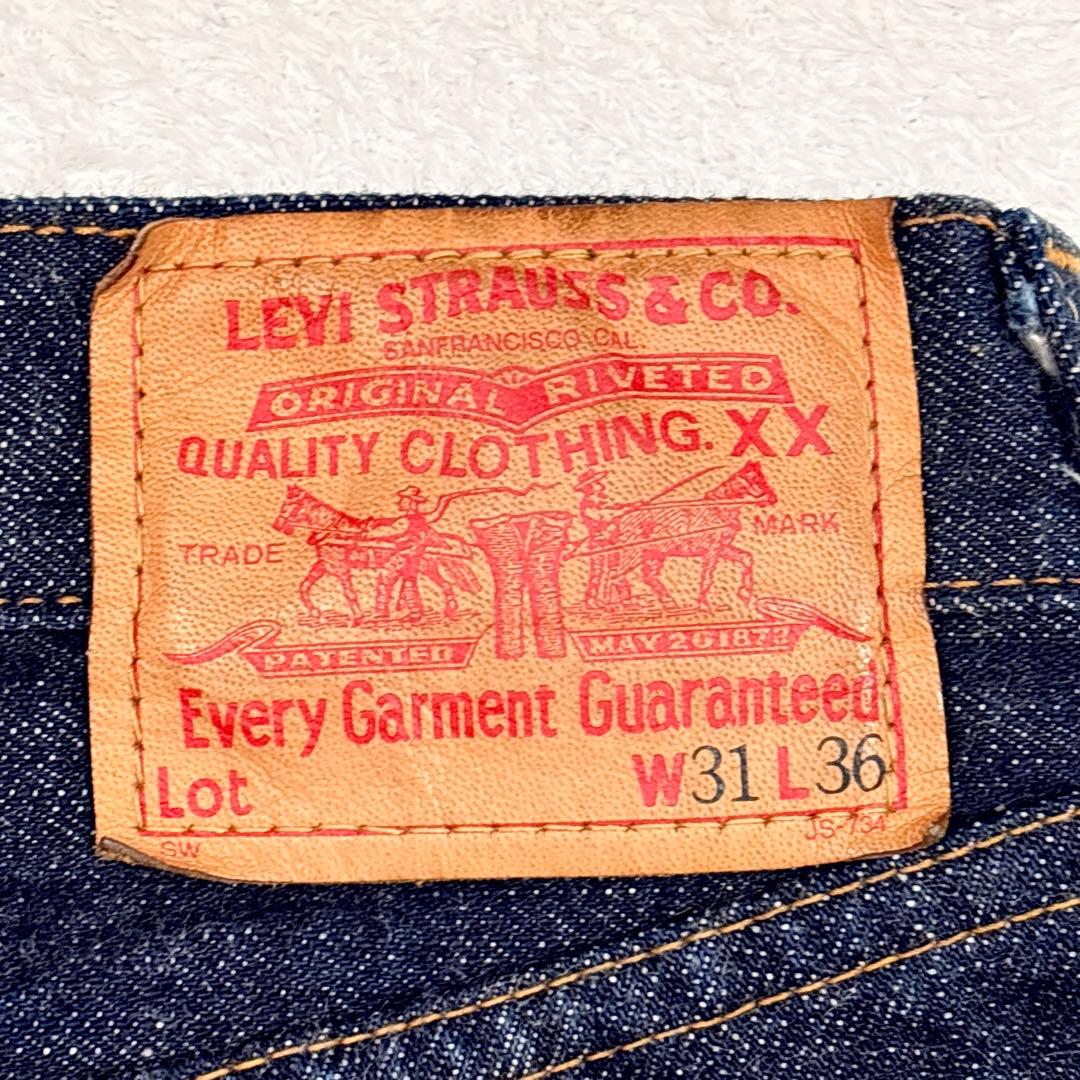 LEVI STRAUSS & CO.
SANFRANCISCO CAL.
ORIGINAL RIVETED
QUALITY CLOTHING. XX
TRADE MARK
PATENTED MAY 20 1873
Every Garment Guaranteed
Lot W31 L36
SW JS-734